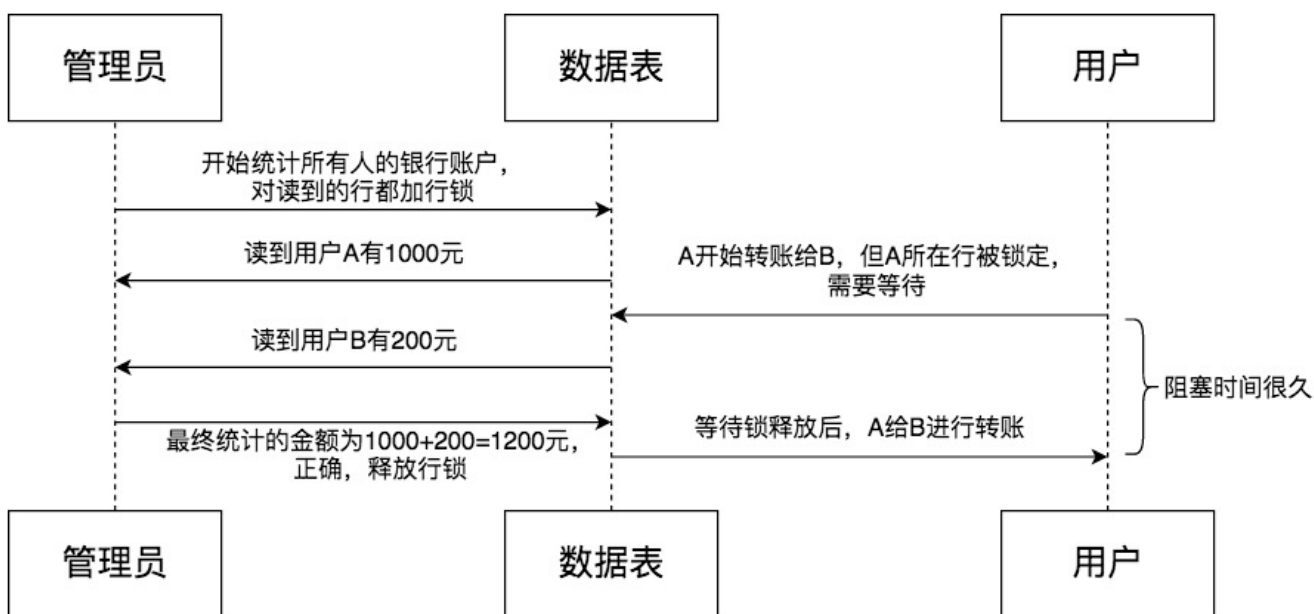 管理员
数据表
用户
开始统计所有人的银行账户，
对读到的行都加行锁
读到用户A有1000元
A开始转账给B，但A所在行被锁定，
需要等待
读到用户B有200元
阻塞时间很久
最终统计的金额为1000+200=1200元，
正确，释放行锁
等待锁释放后，A给B进行转账
管理员
数据表
用户